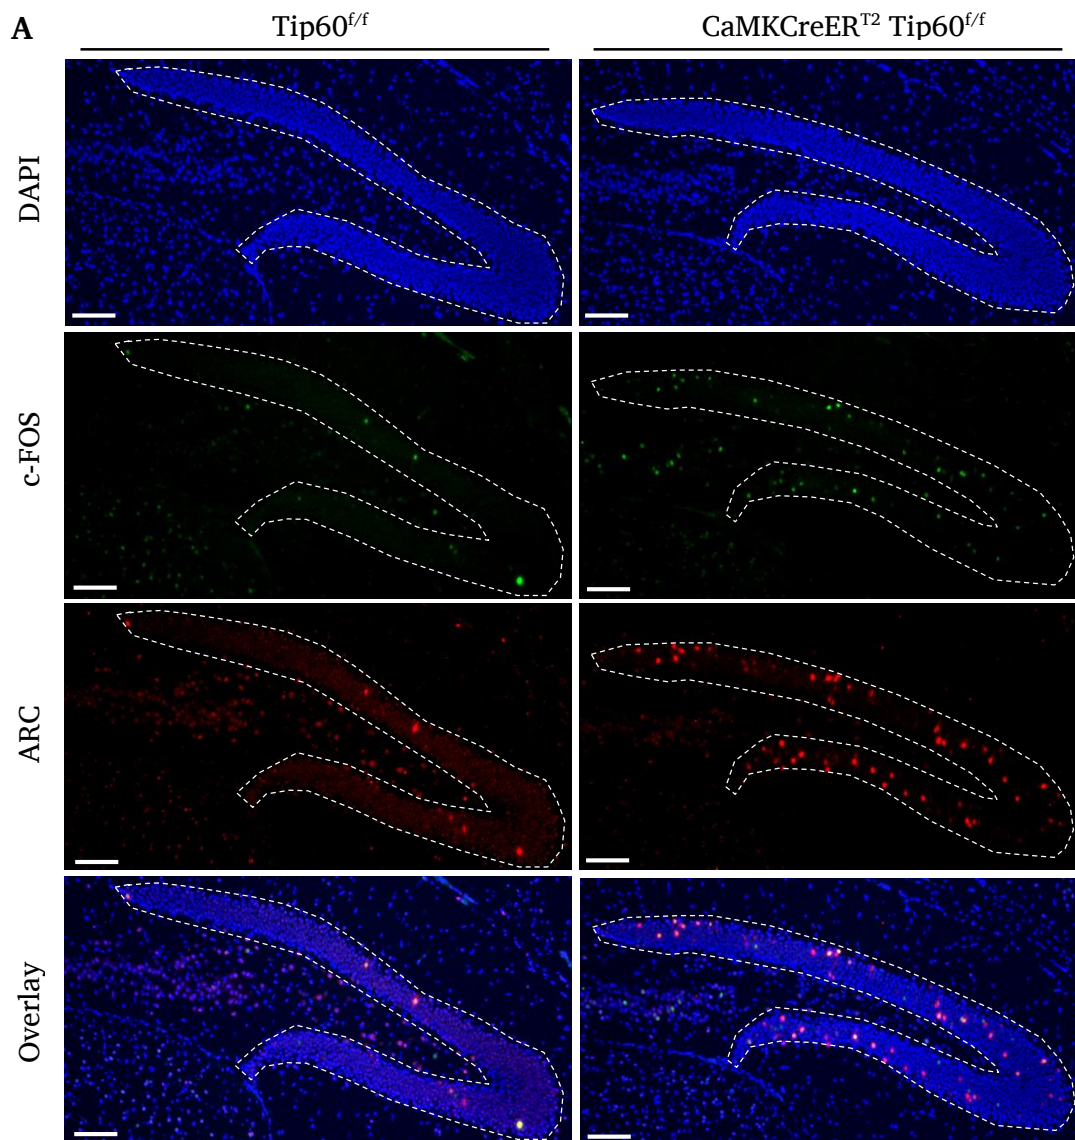 A
Tip60f/f
CaMKCreERT2 Tip60f/f
DAPI
c-FOS
ARC
Overlay